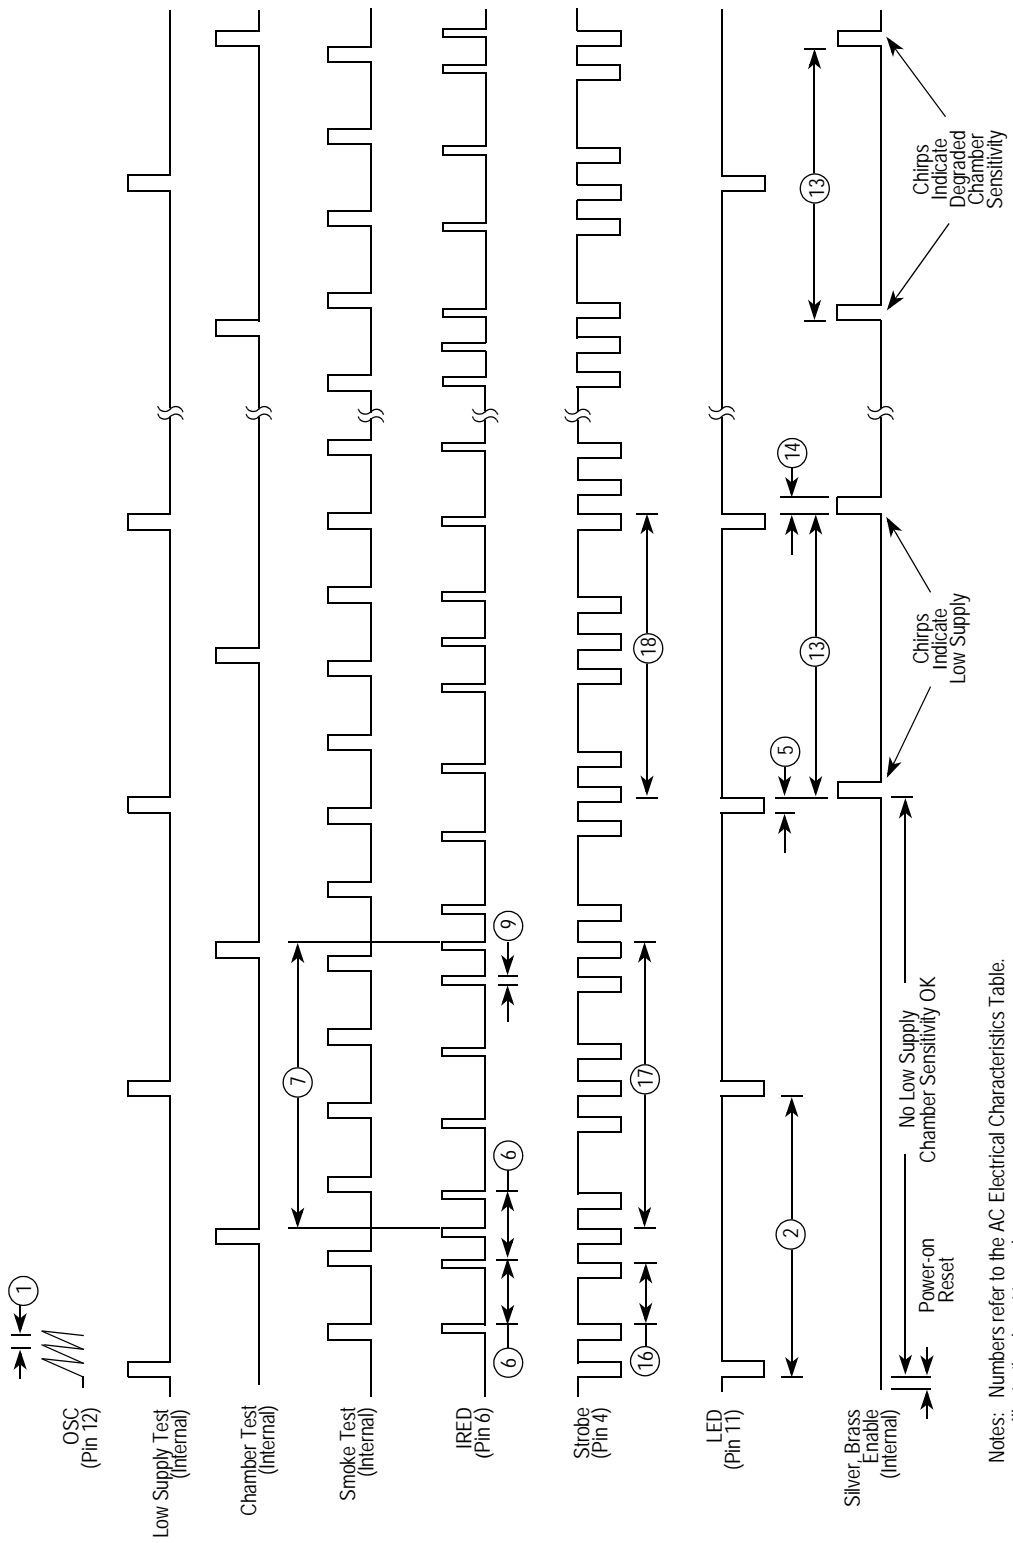 OSC
(Pin 12)
1
Low Supply Test
(Internal)
Chamber Test
(Internal)
Smoke Test
(Internal)
7
IRED
(Pin 6)
6
6
9
Strobe
(Pin 4)
16
17
18
LED
(Pin 11)
2
5
13
14
13
Silver, Brass
Enable
(Internal)
Power-on
Reset
No Low Supply
Chamber Sensitivity OK
Chirps
Indicate
Low Supply
Chirps
Indicate
Degraded
Chamber
Sensitivity
Notes: Numbers refer to the AC Electrical Characteristics Table.